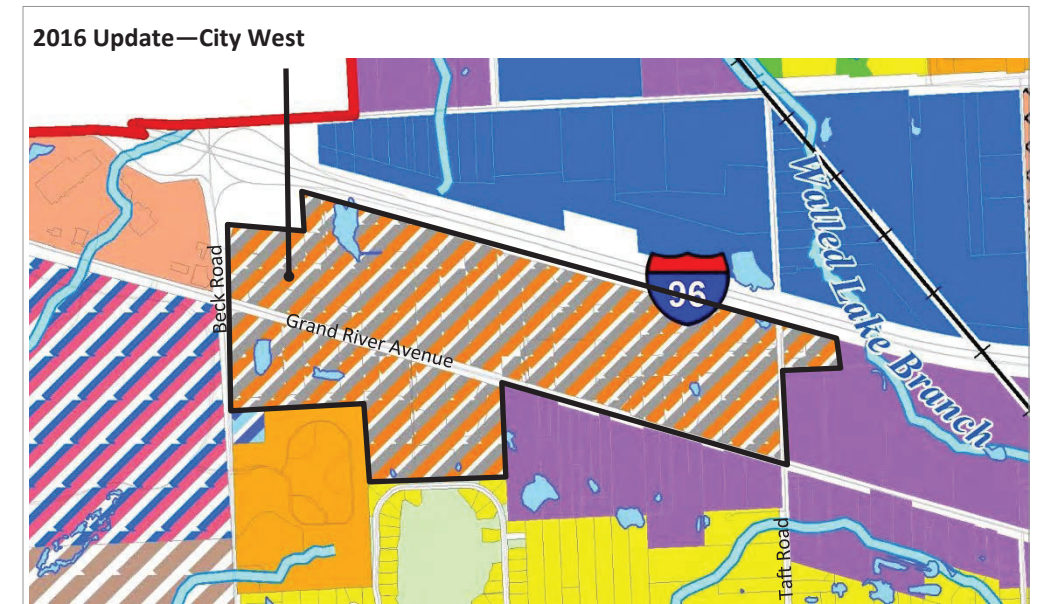 2016 Update—City West
Beck Road
Grand River Avenue
96
Walled Lake Branch
Taft Road